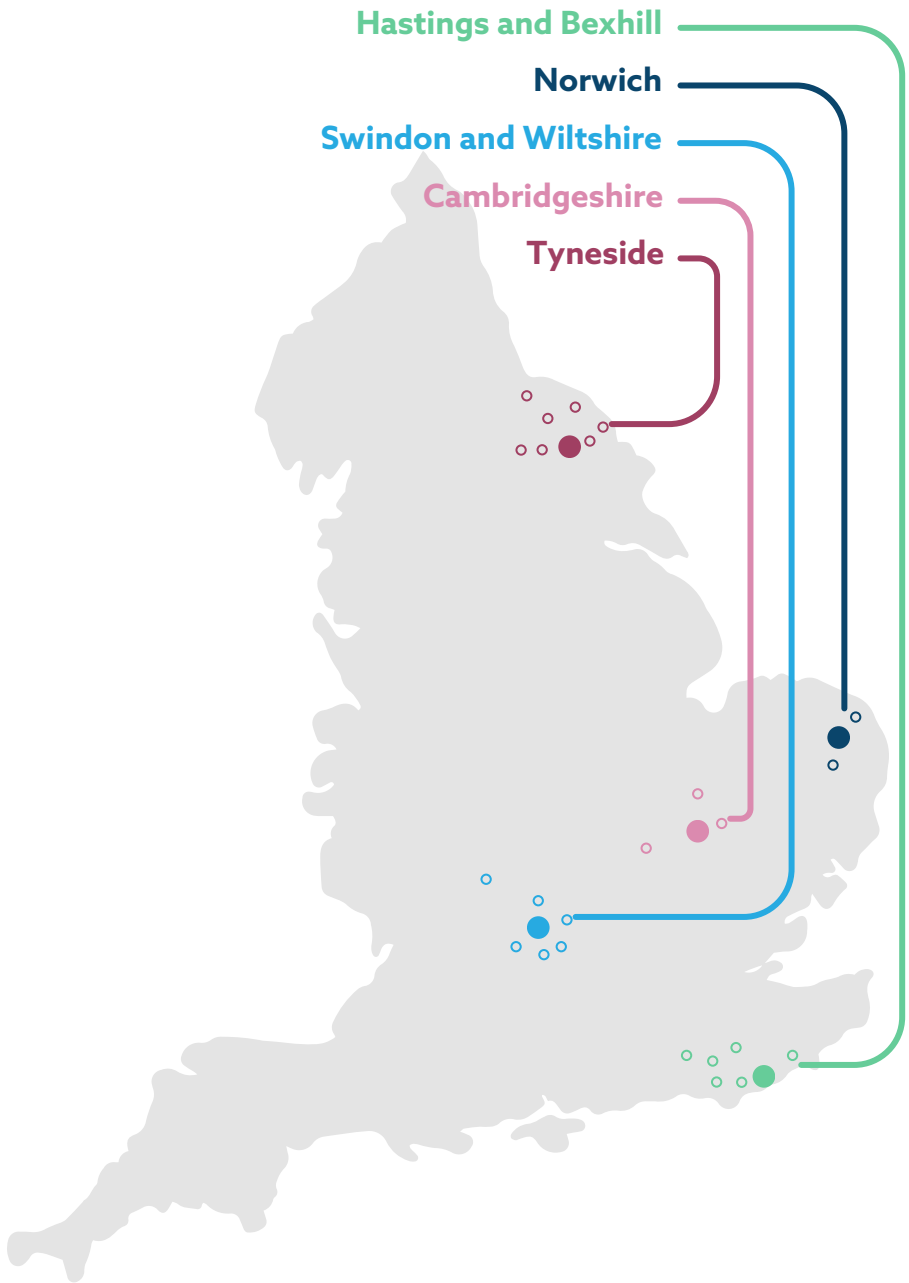 Hastings and Bexhill
Norwich
Swindon and Wiltshire
Cambridgeshire
Tyneside